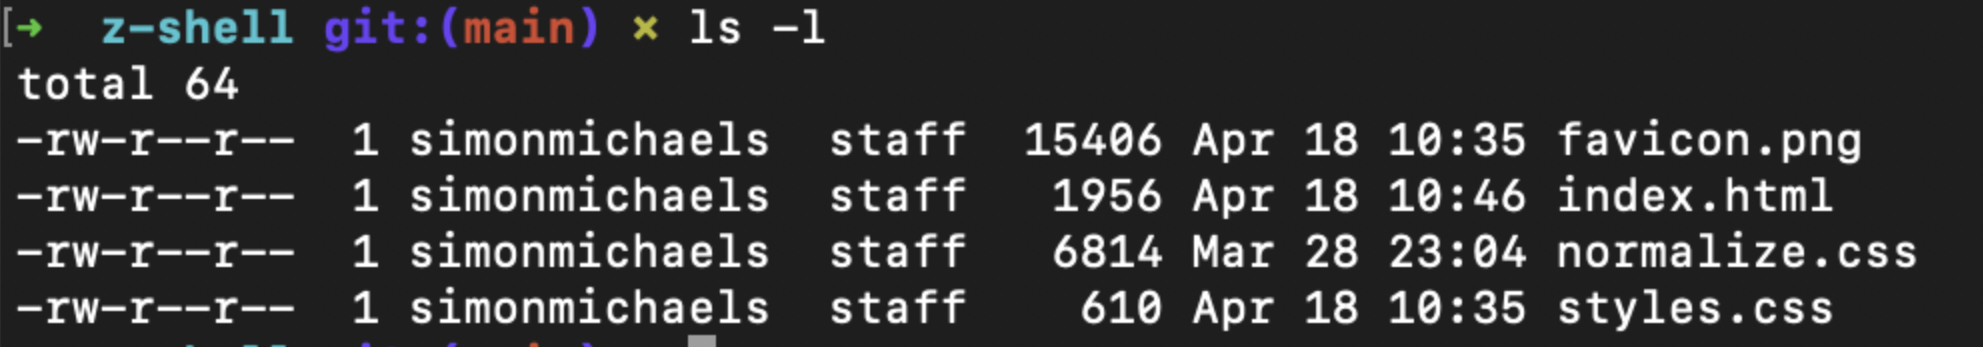 [➜  z-shell git:(main) ✗ ls -l
total 64
-rw-r--r--  1 simonmichaels  staff  15406 Apr 18 10:35 favicon.png
-rw-r--r--  1 simonmichaels  staff   1956 Apr 18 10:46 index.html
-rw-r--r--  1 simonmichaels  staff   6814 Mar 28 23:04 normalize.css
-rw-r--r--  1 simonmichaels  staff    610 Apr 18 10:35 styles.css